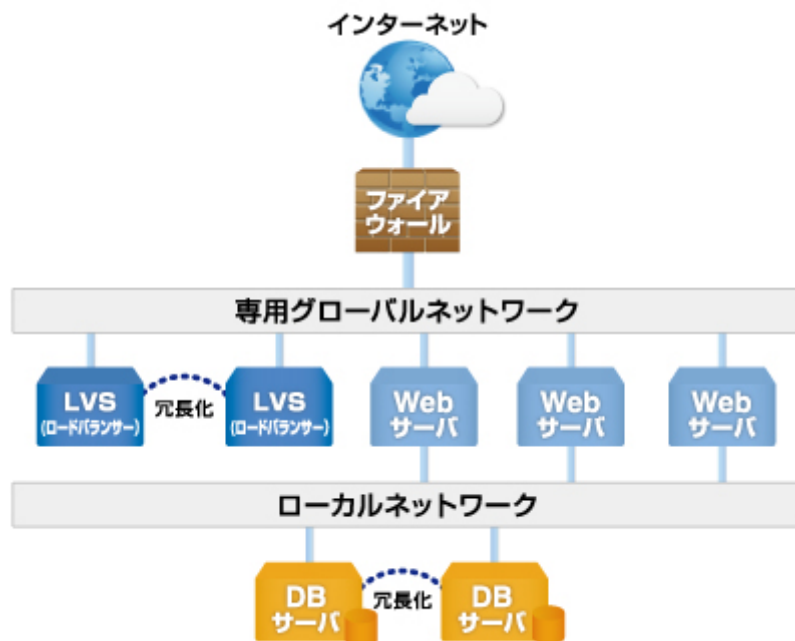 インターネット
ファイア
ウォール
専用グローバルネットワーク
LVS
(ロードバランサー)
冗長化
LVS
(ロードバランサー)
Web
サーバ
Web
サーバ
Web
サーバ
ローカルネットワーク
DB
サーバ
冗長化
DB
サーバ